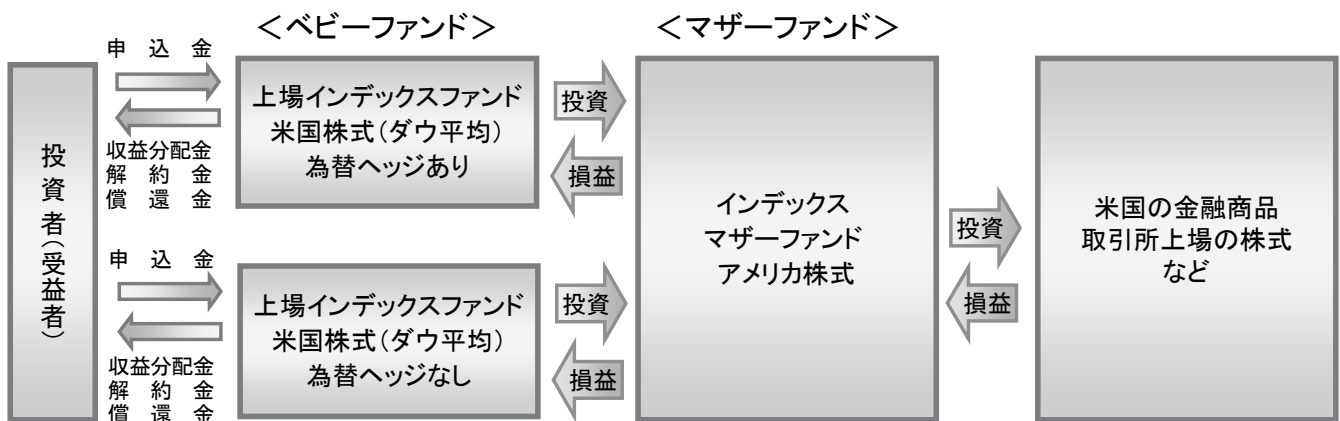 ＜ベビーファンド＞
＜マザーファンド＞
投資者（受益者）
申込金
収益分配金
解約金
償還金
上場インデックスファンド
米国株式（ダウ平均）
為替ヘッジあり
投資
損益
申込金
収益分配金
解約金
償還金
上場インデックスファンド
米国株式（ダウ平均）
為替ヘッジなし
投資
損益
インデックス
マザーファンド
アメリカ株式
投資
損益
米国の金融商品
取引所上場の株式
など